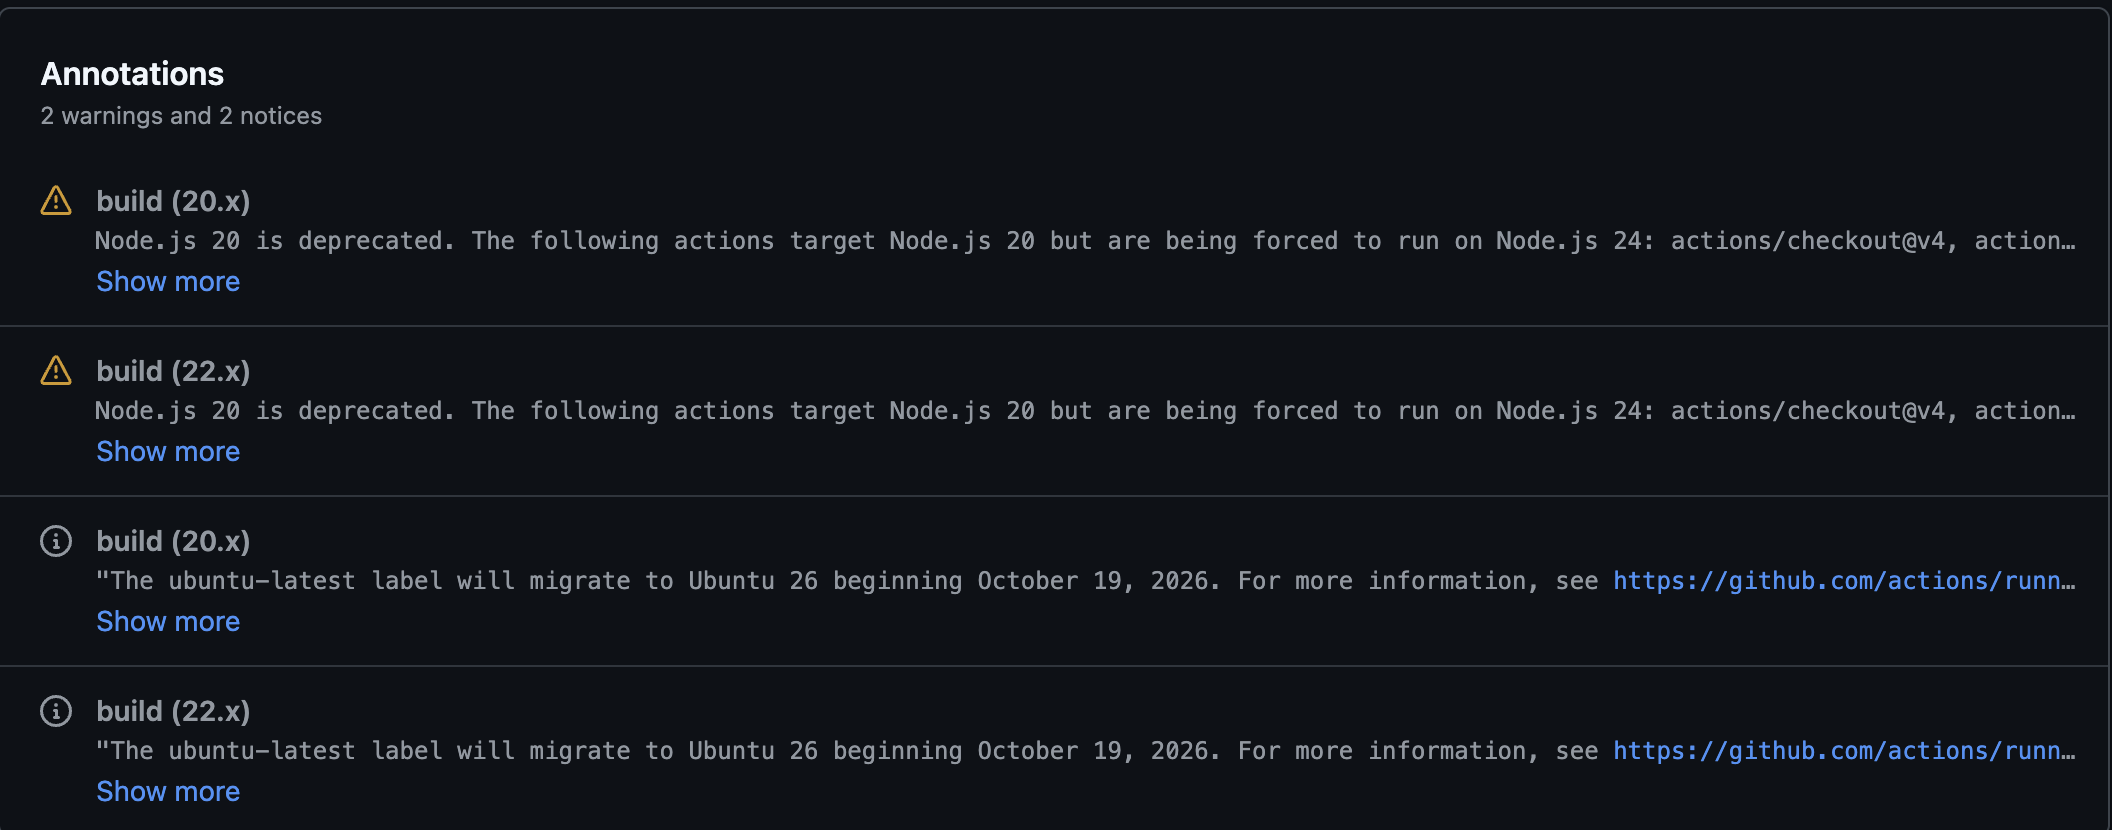 Annotations
2 warnings and 2 notices
build (20.x)
Node.js 20 is deprecated. The following actions target Node.js 20 but are being forced to run on Node.js 24: actions/checkout@v4, action…
Show more
build (22.x)
Node.js 20 is deprecated. The following actions target Node.js 20 but are being forced to run on Node.js 24: actions/checkout@v4, action…
Show more
build (20.x)
"The ubuntu-latest label will migrate to Ubuntu 26 beginning October 19, 2026. For more information, see https://github.com/actions/runn…
Show more
build (22.x)
"The ubuntu-latest label will migrate to Ubuntu 26 beginning October 19, 2026. For more information, see https://github.com/actions/runn…
Show more